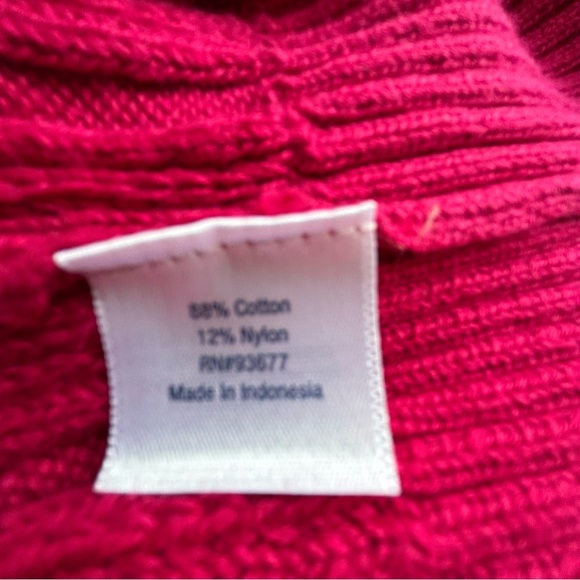 88% Cotton
12% Nylon
RN#93677
Made In Indonesia